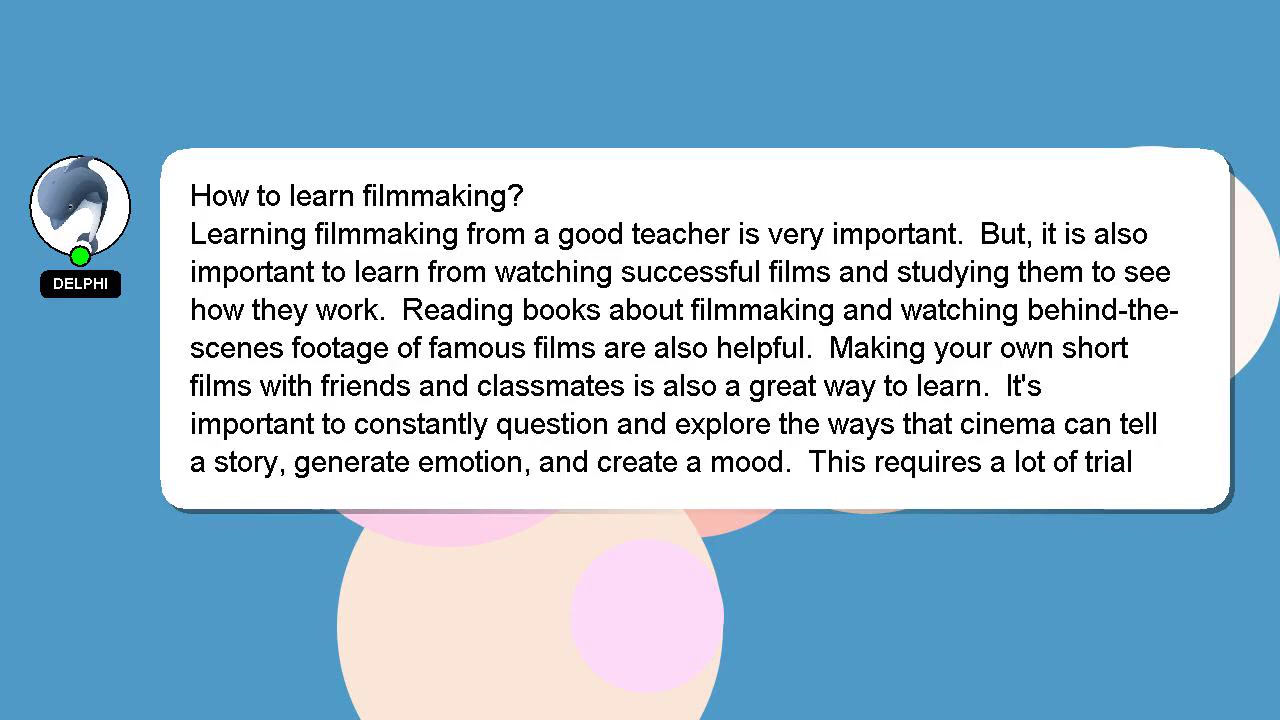 How to learn filmmaking?
Learning filmmaking from a good teacher is very important.  But, it is also
important to learn from watching successful films and studying them to see
how they work.  Reading books about filmmaking and watching behind-the-
scenes footage of famous films are also helpful.  Making your own short
films with friends and classmates is also a great way to learn.  It's
important to constantly question and explore the ways that cinema can tell
a story, generate emotion, and create a mood.  This requires a lot of trial
DELPHI